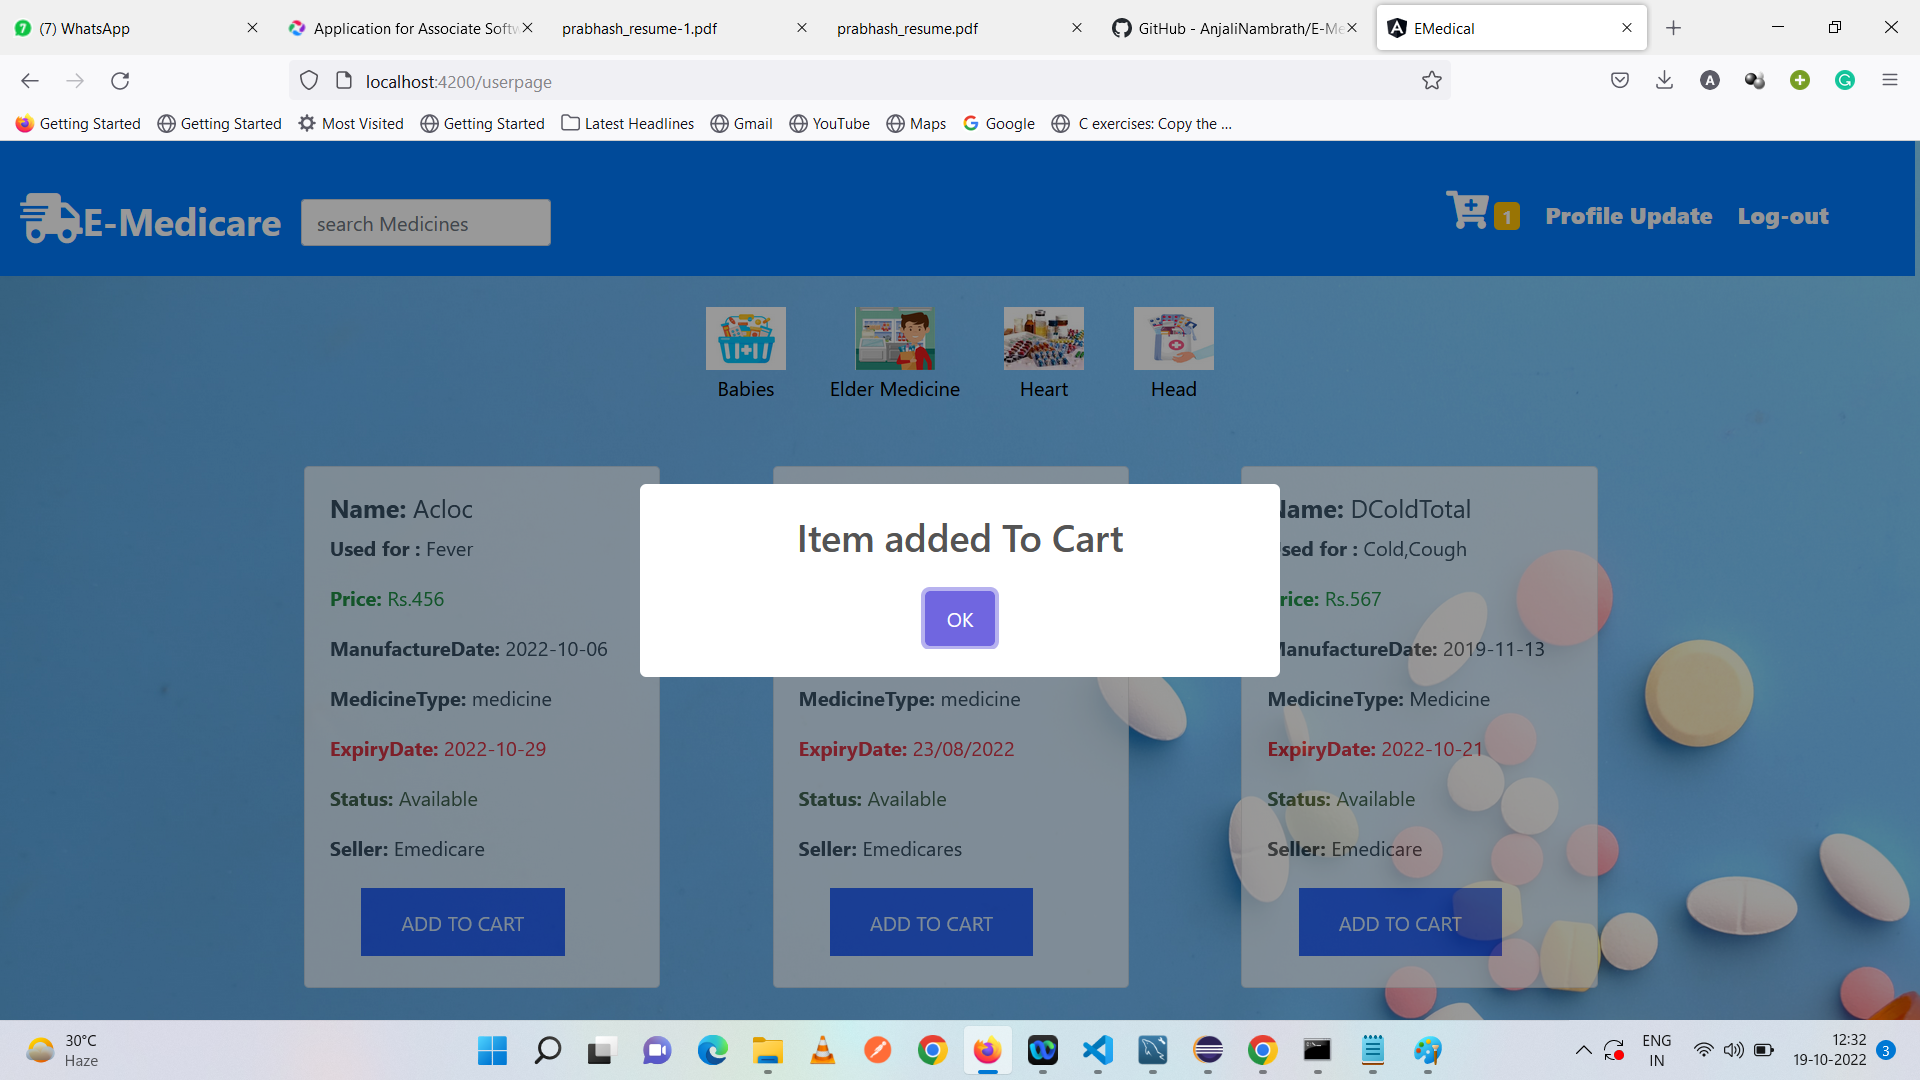 (7) WhatsApp
Application for Associate Softw
prabhash_resume-1.pdf
prabhash_resume.pdf
GitHub - AnjaliNambrath/E-Me
EMedical
localhost:4200/userpage
Getting Started
Getting Started
Most Visited
Getting Started
Latest Headlines
Gmail
YouTube
Maps
Google
C exercises: Copy the ...
E-Medicare
search Medicines
1
Profile Update
Log-out
Babies
Elder Medicine
Heart
Head
Name: Acloc
Used for : Fever
Price: Rs.456
ManufactureDate: 2022-10-06
MedicineType: medicine
ExpiryDate: 2022-10-29
Status: Available
Seller: Emedicare
ADD TO CART
Item added To Cart
OK
MedicineType: medicine
ExpiryDate: 23/08/2022
Status: Available
Seller: Emedicares
ADD TO CART
Name: DColdTotal
sed for : Cold,Cough
rice: Rs.567
ManufactureDate: 2019-11-13
MedicineType: Medicine
ExpiryDate: 2022-10-21
Status: Available
Seller: Emedicare
ADD TO CART
30°C
Haze
ENG
IN
12:32
19-10-2022
3